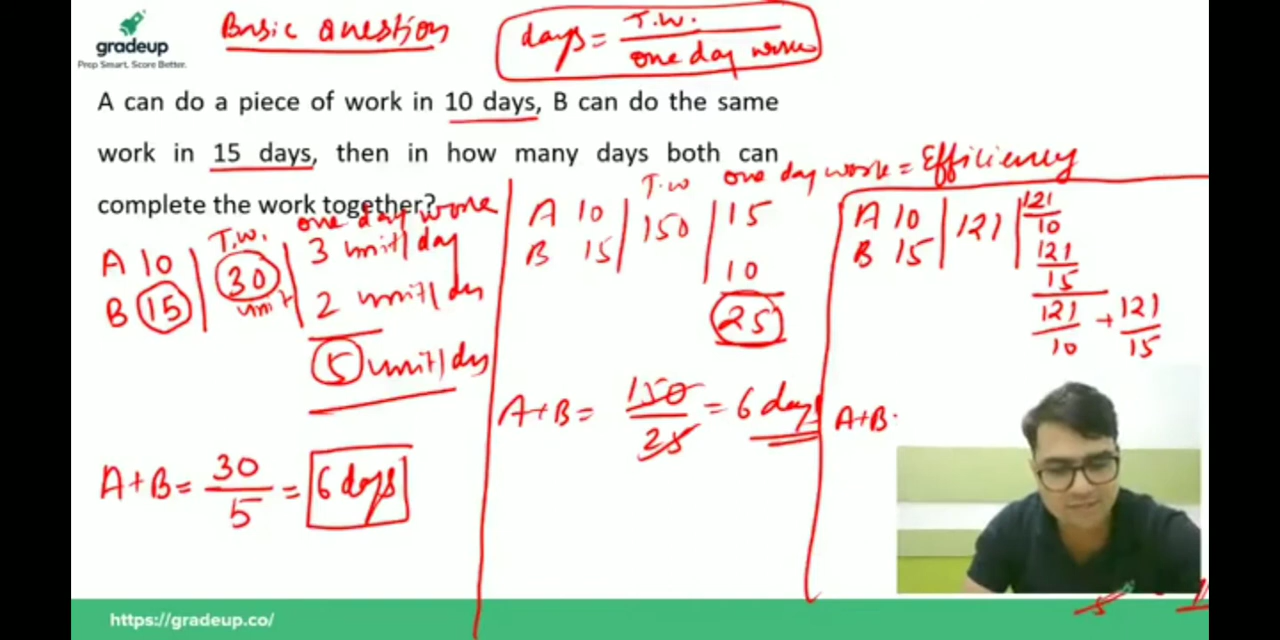 gradeup
Prep Smart. Score Better.
Basic Question
days = T.W. / one day work
A can do a piece of work in 10 days, B can do the same
work in 15 days, then in how many days both can
complete the work together?
T.W. one day work
A 10 30 3 unit/day
B 15 unit 2 unit/day
5 unit/day
A+B = 30/5 = 6 days
T.W one day work = Efficiency
A 10 150 15
B 15 10
25
A+B = 150/25 = 6 days
A 10 121 121/10
B 15 121/15
121/10 + 121/15
A+B
https://gradeup.co/